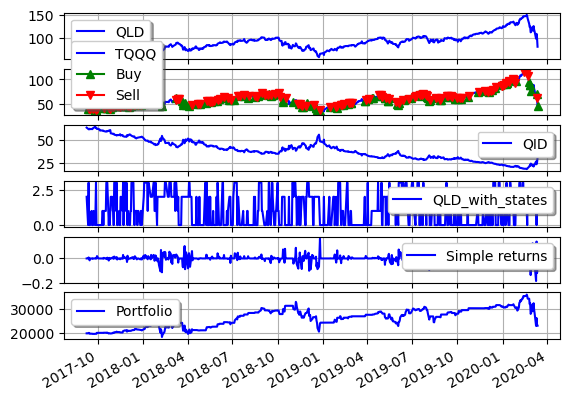 150
100
QLD
TQQQ
Buy
Sell
100
50
50
25
QID
2.5
0.0
QLD_with_states
0.0
−0.2
Simple returns
30000
20000
Portfolio
2017-10
2018-01
2018-04
2018-07
2018-10
2019-01
2019-04
2019-07
2019-10
2020-01
2020-04